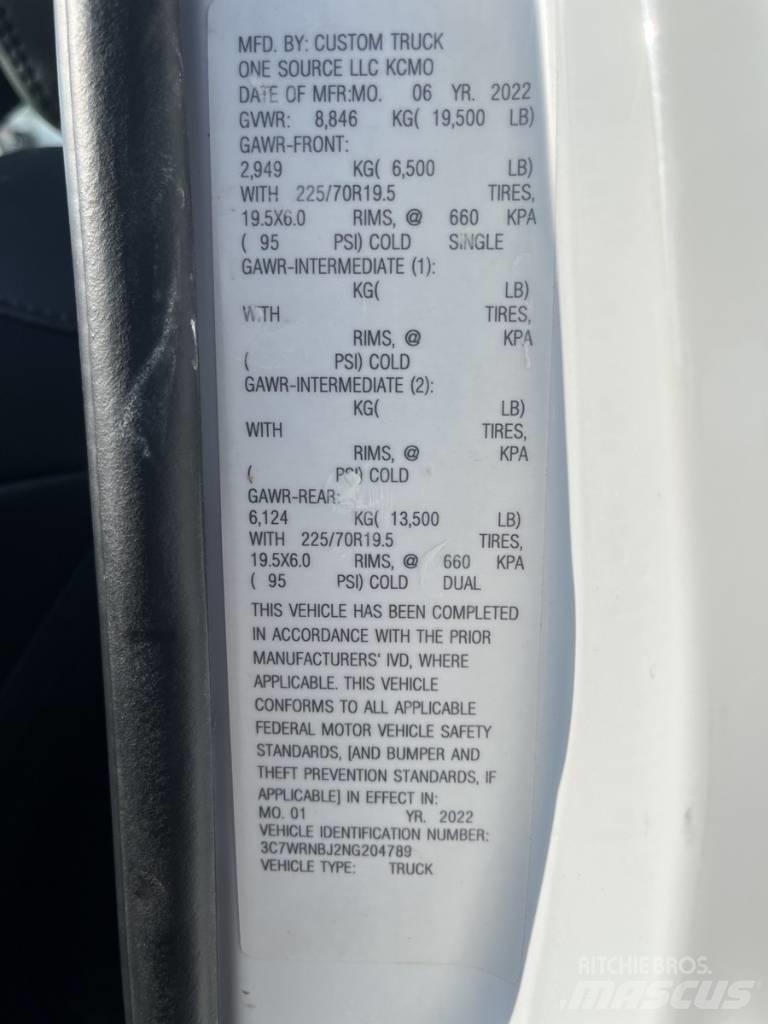 MFD. BY: CUSTOM TRUCK
ONE SOURCE LLC KCMO
DATE OF MFR:MO. 06 YR. 2022
GVWR: 8,846 KG( 19,500 LB)
GAWR-FRONT:
2,949 KG( 6,500 LB)
WITH 225/70R19.5 TIRES,
19.5X6.0 RIMS, @ 660 KPA
( 95 PSI) COLD SINGLE
GAWR-INTERMEDIATE (1):
KG( LB)
WITH TIRES,
RIMS, @ KPA
( PSI) COLD
GAWR-INTERMEDIATE (2):
KG( LB)
WITH TIRES,
RIMS, @ KPA
( PSI) COLD
GAWR-REAR:
6,124 KG( 13,500 LB)
WITH 225/70R19.5 TIRES,
19.5X6.0 RIMS, @ 660 KPA
( 95 PSI) COLD DUAL
THIS VEHICLE HAS BEEN COMPLETED
IN ACCORDANCE WITH THE PRIOR
MANUFACTURERS' IVD, WHERE
APPLICABLE. THIS VEHICLE
CONFORMS TO ALL APPLICABLE
FEDERAL MOTOR VEHICLE SAFETY
STANDARDS, [AND BUMPER AND
THEFT PREVENTION STANDARDS, IF
APPLICABLE] IN EFFECT IN:
MO. 01 YR. 2022
VEHICLE IDENTIFICATION NUMBER:
3C7WRNBJ2NG204789
VEHICLE TYPE: TRUCK
RITCHIE BROS.
MASCUS